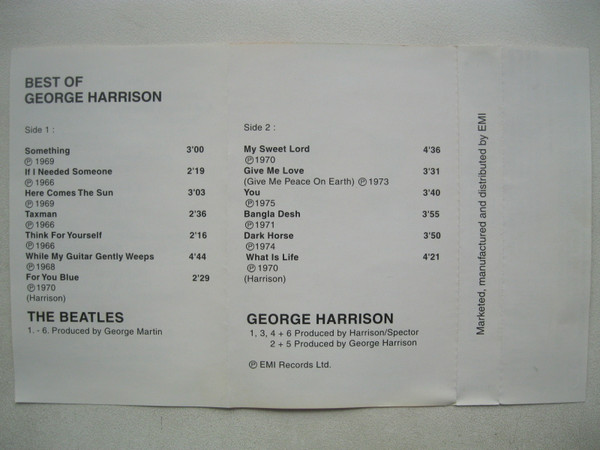 BEST OF
GEORGE HARRISON
Side 1 :
Something 3'00
℗ 1969
If I Needed Someone 2'19
℗ 1966
Here Comes The Sun 3'03
℗ 1969
Taxman 2'36
℗ 1966
Think For Yourself 2'16
℗ 1966
While My Guitar Gently Weeps 4'44
℗ 1968
For You Blue 2'29
℗ 1970
(Harrison)
THE BEATLES
1. - 6. Produced by George Martin
Side 2 :
My Sweet Lord 4'36
℗ 1970
Give Me Love 3'31
(Give Me Peace On Earth) ℗ 1973
You 3'40
℗ 1975
Bangla Desh 3'55
℗ 1971
Dark Horse 3'50
℗ 1974
What Is Life 4'21
℗ 1970
(Harrison)
GEORGE HARRISON
1, 3, 4 + 6 Produced by Harrison/Spector
2 + 5 Produced by George Harrison
℗ EMI Records Ltd.
Marketed, manufactured and distributed by EMI